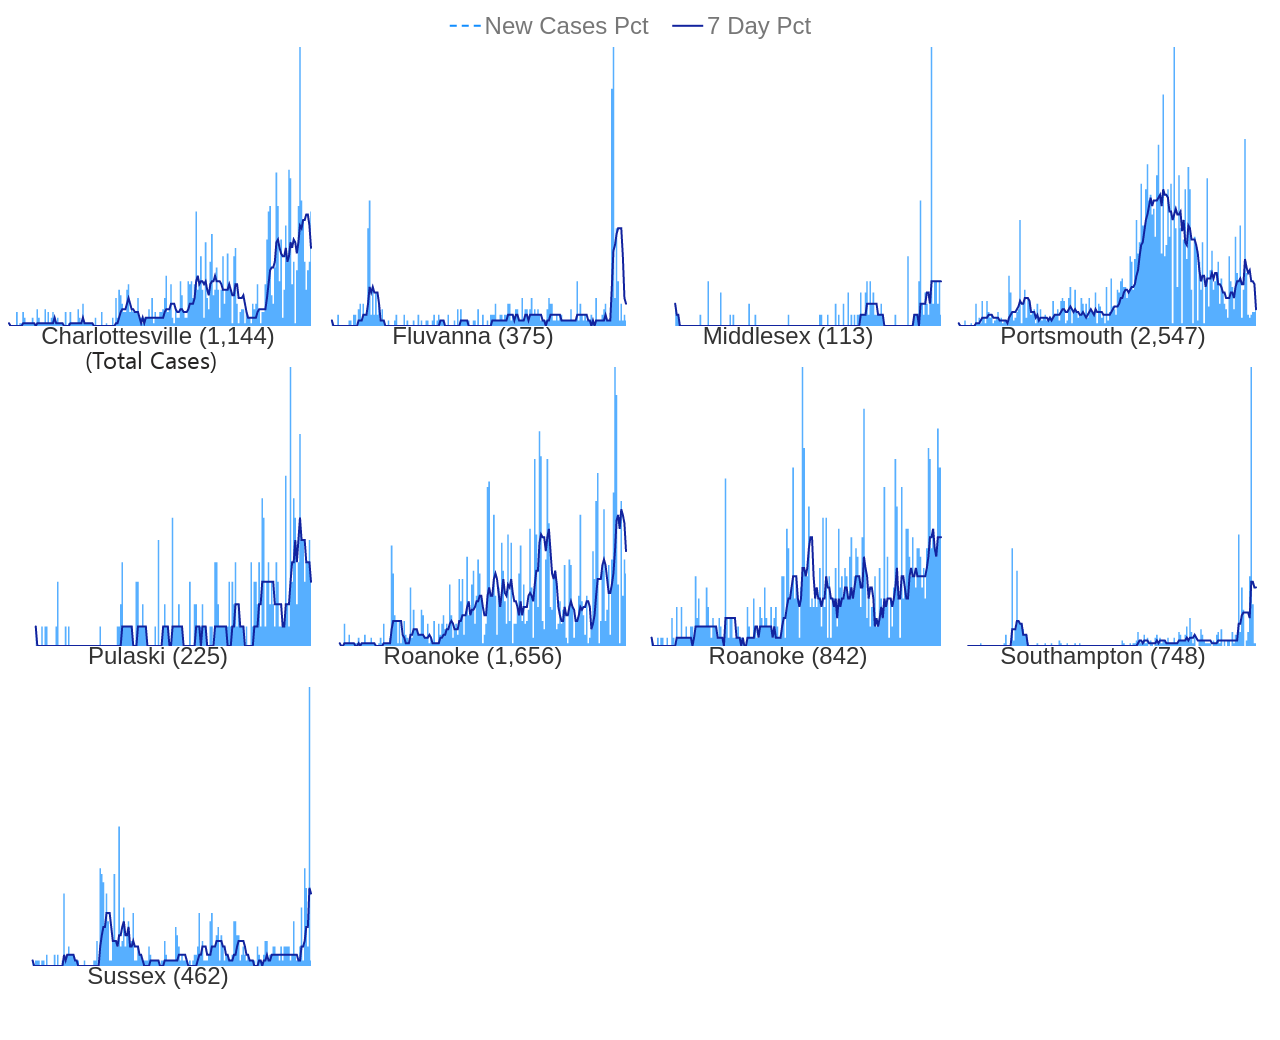 New Cases Pct 7 Day Pct
Charlottesville (1,144) Fluvanna (375) Middlesex (113) Portsmouth (2,547)
(Total Cases)
Pulaski (225) Roanoke (1,656) Roanoke (842) Southampton (748)
Sussex (462)